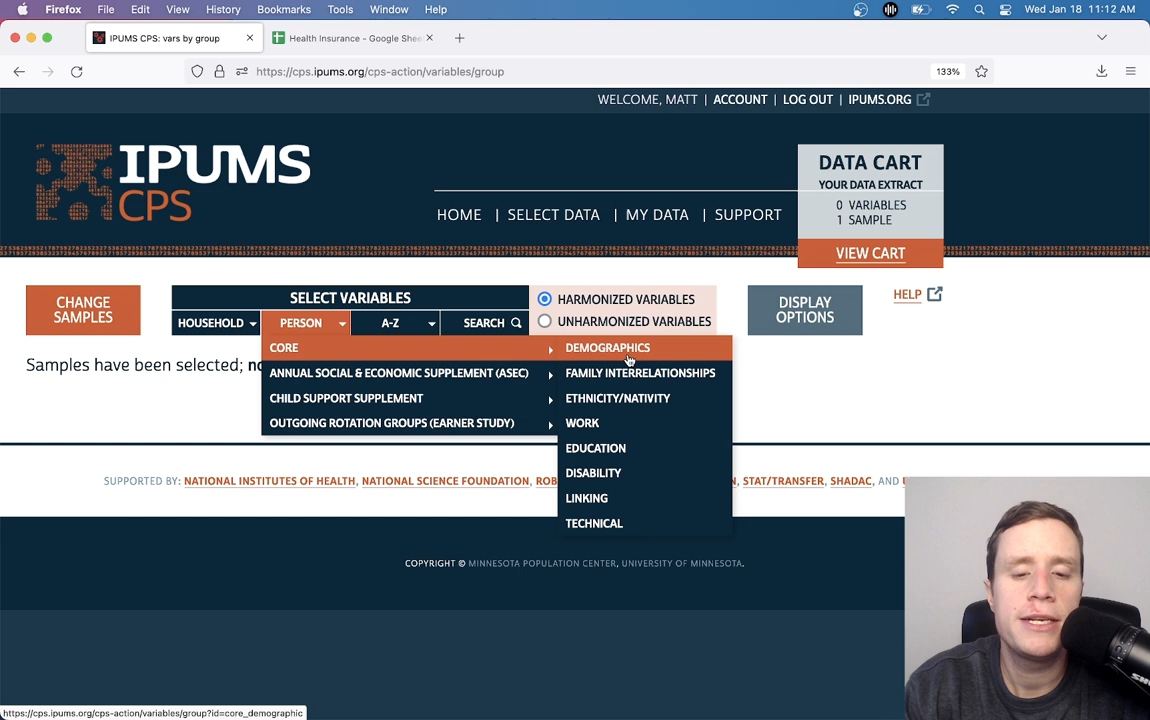 Firefox File Edit View History Bookmarks Tools Window Help Wed Jan 18 11:12 AM
IPUMS CPS: vars by group
Health Insurance - Google She
https://cps.ipums.org/cps-action/variables/group
133%
WELCOME, MATT | ACCOUNT | LOG OUT | IPUMS.ORG
IPUMS
CPS
HOME | SELECT DATA | MY DATA | SUPPORT
DATA CART
YOUR DATA EXTRACT
0 VARIABLES
1 SAMPLE
VIEW CART
CHANGE
SAMPLES
SELECT VARIABLES
HOUSEHOLD PERSON A-Z SEARCH
HARMONIZED VARIABLES
UNHARMONIZED VARIABLES
DISPLAY
OPTIONS
HELP
Samples have been selected;
CORE
ANNUAL SOCIAL & ECONOMIC SUPPLEMENT (ASEC)
CHILD SUPPORT SUPPLEMENT
OUTGOING ROTATION GROUPS (EARNER STUDY)
DEMOGRAPHICS
FAMILY INTERRELATIONSHIPS
ETHNICITY/NATIVITY
WORK
EDUCATION
DISABILITY
LINKING
TECHNICAL
SUPPORTED BY: NATIONAL INSTITUTES OF HEALTH, NATIONAL SCIENCE FOUNDATION, STAT/TRANSFER, SHADAC, AND
COPYRIGHT © MINNESOTA POPULATION CENTER, UNIVERSITY OF MINNESOTA.
https://cps.ipums.org/cps-action/variables/group?id=core_demographic